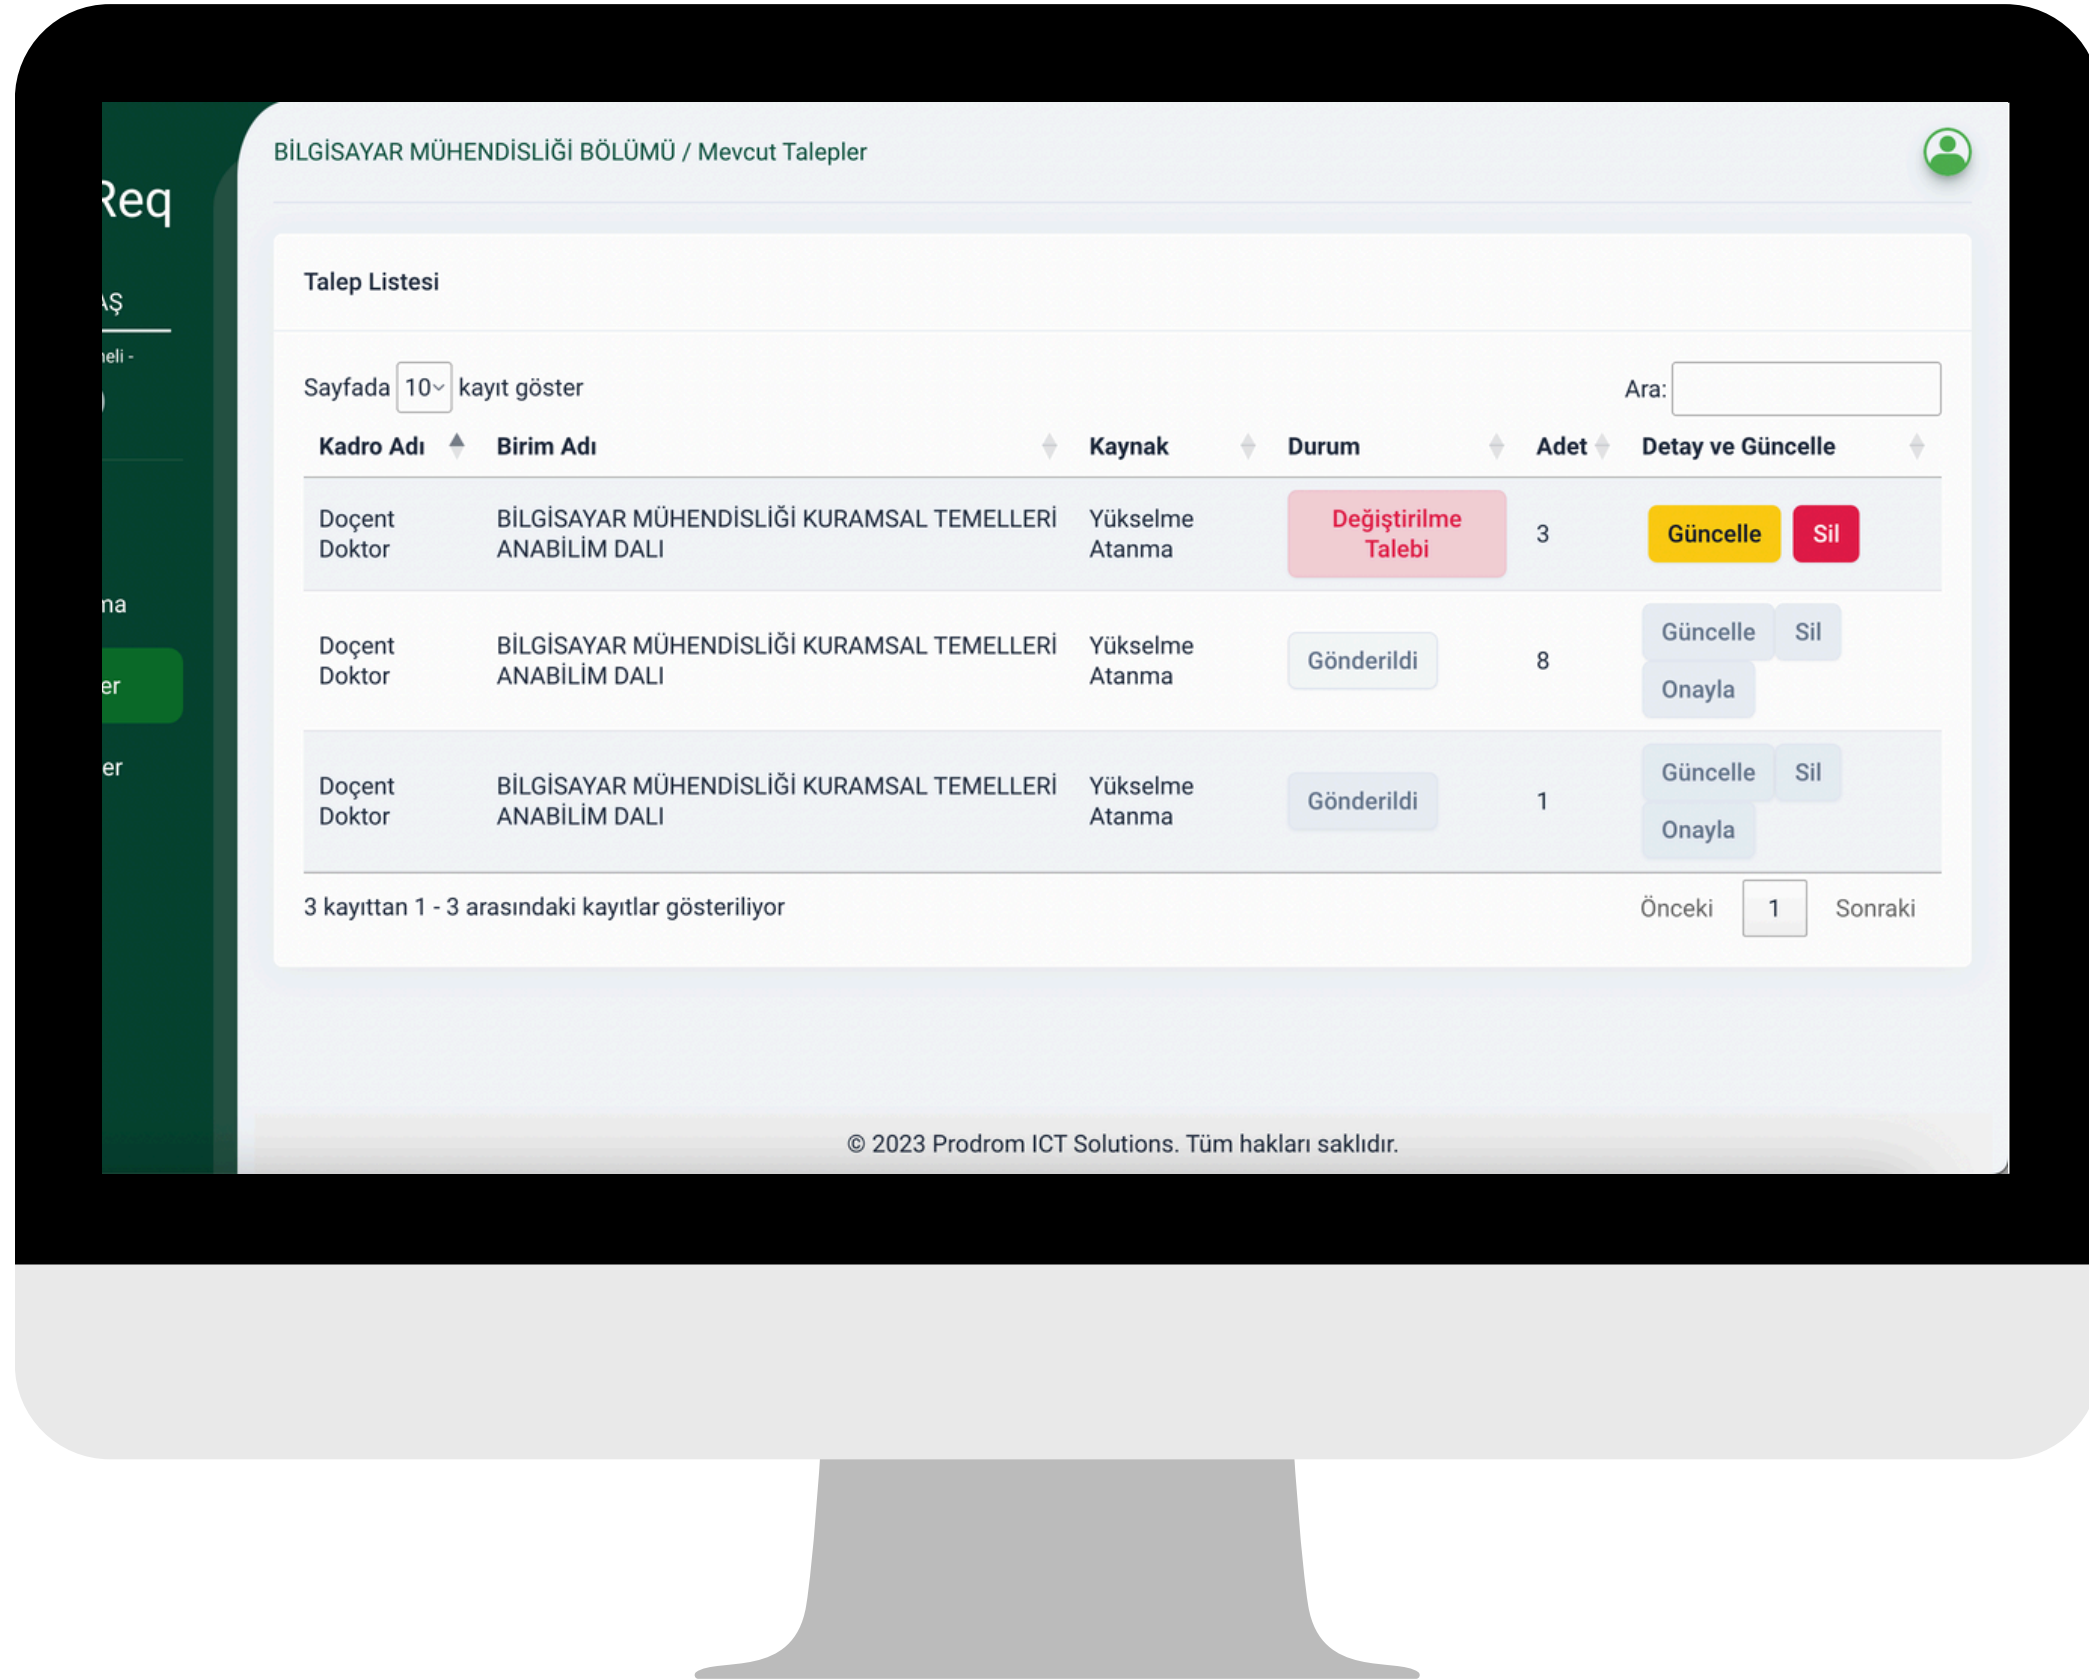 BİLGİSAYAR MÜHENDİSLİĞİ BÖLÜMÜ / Mevcut Talepler
Req
AŞ
neli -
ma
er
er
Talep Listesi
Sayfada 10 kayıt göster
Ara:
Kadro Adı Birim Adı Kaynak Durum Adet Detay ve Güncelle
Doçent BİLGİSAYAR MÜHENDİSLİĞİ KURAMSAL TEMELLERİ Yükselme Değiştirilme 3 Güncelle Sil
Doktor ANABİLİM DALI Atanma Talebi
Doçent BİLGİSAYAR MÜHENDİSLİĞİ KURAMSAL TEMELLERİ Yükselme Gönderildi 8 Güncelle Sil
Doktor ANABİLİM DALI Atanma Onayla
Doçent BİLGİSAYAR MÜHENDİSLİĞİ KURAMSAL TEMELLERİ Yükselme Gönderildi 1 Güncelle Sil
Doktor ANABİLİM DALI Atanma Onayla
3 kayıttan 1 - 3 arasındaki kayıtlar gösteriliyor
Önceki 1 Sonraki
© 2023 Prodrom ICT Solutions. Tüm hakları saklıdır.